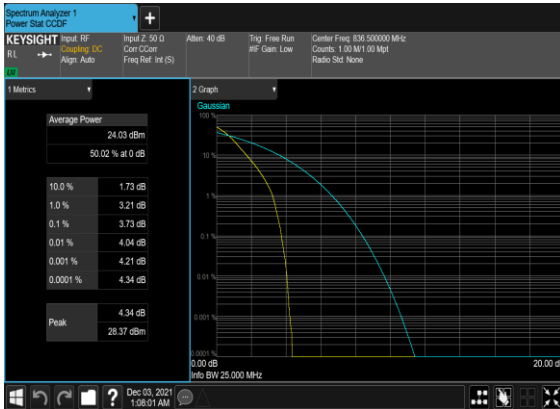 Spectrum Analyzer 1
Power Stat CCDF
KEYSIGHT
RL
Input: RF
Coupling: DC
Align: Auto
Input Z: 50 Ω
Corr CCorr
Freq Ref: Int (S)
Atten: 40 dB
Trig: Free Run
#IF Gain: Low
Center Freq: 836.500000 MHz
Counts: 1.00 M/1.00 Mpt
Radio Std: None
1 Metrics
Average Power
24.03 dBm
50.02 % at 0 dB
10.0 % 1.73 dB
1.0 % 3.21 dB
0.1 % 3.73 dB
0.01 % 4.04 dB
0.001 % 4.21 dB
0.0001 % 4.34 dB
Peak
4.34 dB
28.37 dBm
2 Graph
Gaussian
100 %
10 %
1 %
0.1 %
0.01 %
0.001 %
0.0001 %
0.00 dB
20.00 d
Info BW 25.000 MHz
?
Dec 03, 2021
1:08:01 AM